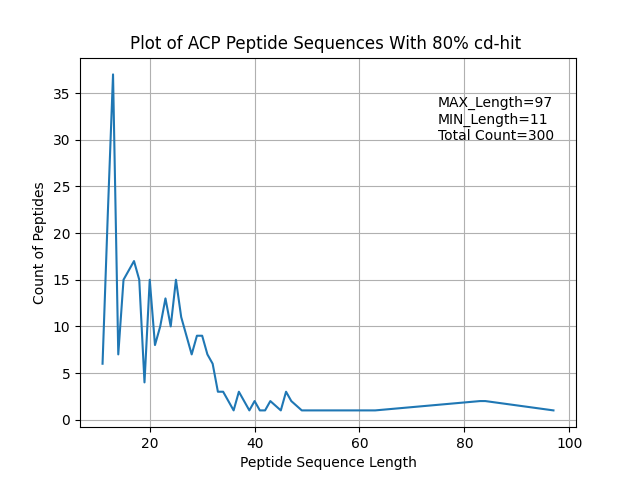 Plot of ACP Peptide Sequences With 80% cd-hit
MAX_Length=97
MIN_Length=11
Total Count=300
Count of Peptides
35
30
25
20
15
10
5
0
20 40 60 80 100
Peptide Sequence Length